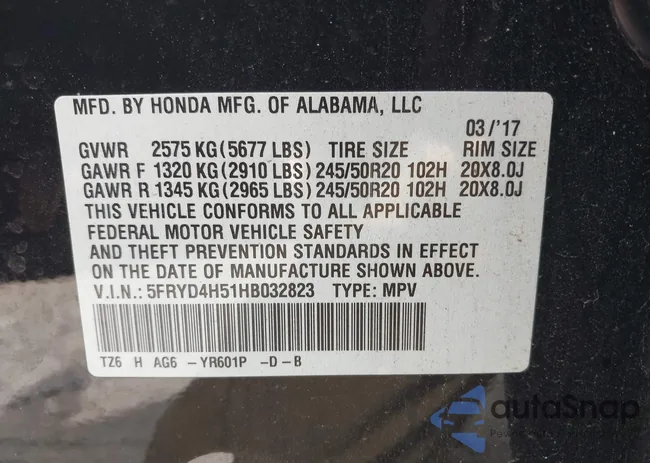 MFD. BY HONDA MFG. OF ALABAMA, LLC
03/'17
GVWR 2575 KG (5677 LBS) TIRE SIZE RIM SIZE
GAWR F 1320 KG (2910 LBS) 245/50R20 102H 20X8.0J
GAWR R 1345 KG (2965 LBS) 245/50R20 102H 20X8.0J
THIS VEHICLE CONFORMS TO ALL APPLICABLE
FEDERAL MOTOR VEHICLE SAFETY
AND THEFT PREVENTION STANDARDS IN EFFECT
ON THE DATE OF MANUFACTURE SHOWN ABOVE.
V.I.N.: 5FRYD4H51HB032823 TYPE: MPV
TZ6 H AG6 - YR601P -D-B
autoSnap